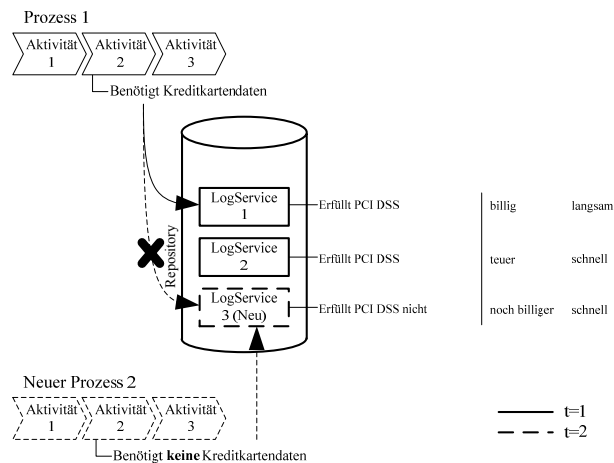 Prozess 1
Aktivität 1
Aktivität 2
Aktivität 3
Benötigt Kreditkartendaten
Repository
LogService 1
Erfüllt PCI DSS
billig
langsam
LogService 2
Erfüllt PCI DSS
teuer
schnell
LogService 3 (Neu)
Erfüllt PCI DSS nicht
noch billiger
schnell
Neuer Prozess 2
Aktivität 1
Aktivität 2
Aktivität 3
Benötigt keine Kreditkartendaten
t=1
t=2